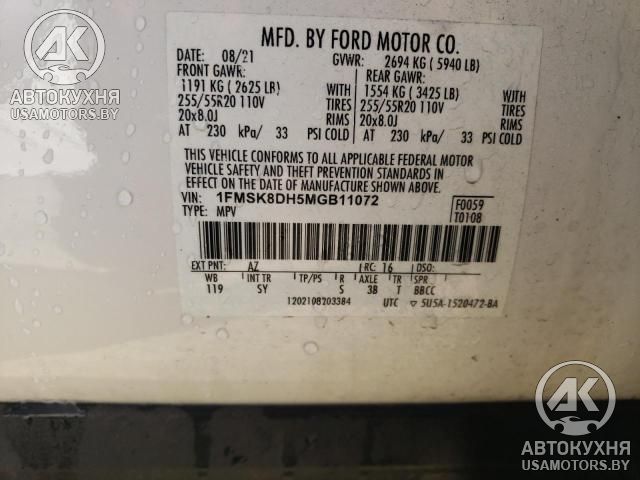 MFD. BY FORD MOTOR CO.
DATE: 08/21 GVWR: 2694 KG ( 5940 LB)
FRONT GAWR: REAR GAWR:
1191 KG ( 2625 LB) WITH 1554 KG ( 3425 LB) WITH
255/55R20 110V TIRES 255/55R20 110V TIRES
20x8.0J RIMS 20x8.0J RIMS
AT 230 kPa/ 33 PSI COLD AT 230 kPa/ 33 PSI COLD
THIS VEHICLE CONFORMS TO ALL APPLICABLE FEDERAL MOTOR
VEHICLE SAFETY AND THEFT PREVENTION STANDARDS IN
EFFECT ON THE DATE OF MANUFACTURE SHOWN ABOVE.
VIN: 1FMSK8DH5MGB11072 F0059
TYPE: MPV T0108
EXT PNT: AZ RC: 16 DSO:
WB INT TR TP/PS R AXLE TR SPR
119 SY S 3B T BBCC
1202108203384 UTC ▽ 5U5A-1520472-BA
АВТОКУХНЯ
USAMOTORS.BY
АВТОКУХНЯ
USAMOTORS.BY
АК
АВТОКУХНЯ
USAMOTORS.BY